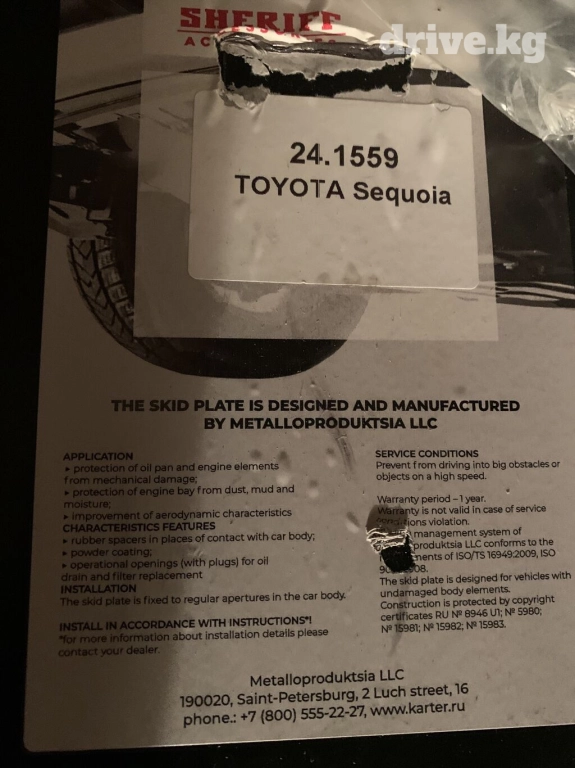 SHERIFF
drive.kg
24.1559
TOYOTA Sequoia
THE SKID PLATE IS DESIGNED AND MANUFACTURED
BY METALLOPRODUKTSIA LLC
APPLICATION
▸ protection of oil pan and engine elements
from mechanical damage;
▸ protection of engine bay from dust, mud and
moisture;
▸ improvement of aerodynamic characteristics
CHARACTERISTICS FEATURES
▸ rubber spacers in places of contact with car body;
▸ powder coating;
▸ operational openings (with plugs) for oil
drain and filter replacement
INSTALLATION
The skid plate is fixed to regular apertures in the car body.
INSTALL IN ACCORDANCE WITH INSTRUCTIONS*!
*for more information about installation details please
contact your dealer.
SERVICE CONDITIONS
Prevent from driving into big obstacles or
objects on a high speed.
Warranty period – 1 year.
Warranty is not valid in case of service
violation.
management system of
LLC conforms to the
of ISO/TS 16949:2009, ISO
The skid plate is designed for vehicles with
undamaged body elements.
Construction is protected by copyright
certificates RU № 8946 U1; № 5980;
№ 15981; № 15982; № 15983.
Metalloproduktsia LLC
190020, Saint-Petersburg, 2 Luch street, 16
phone.: +7 (800) 555-22-27, www.karter.ru